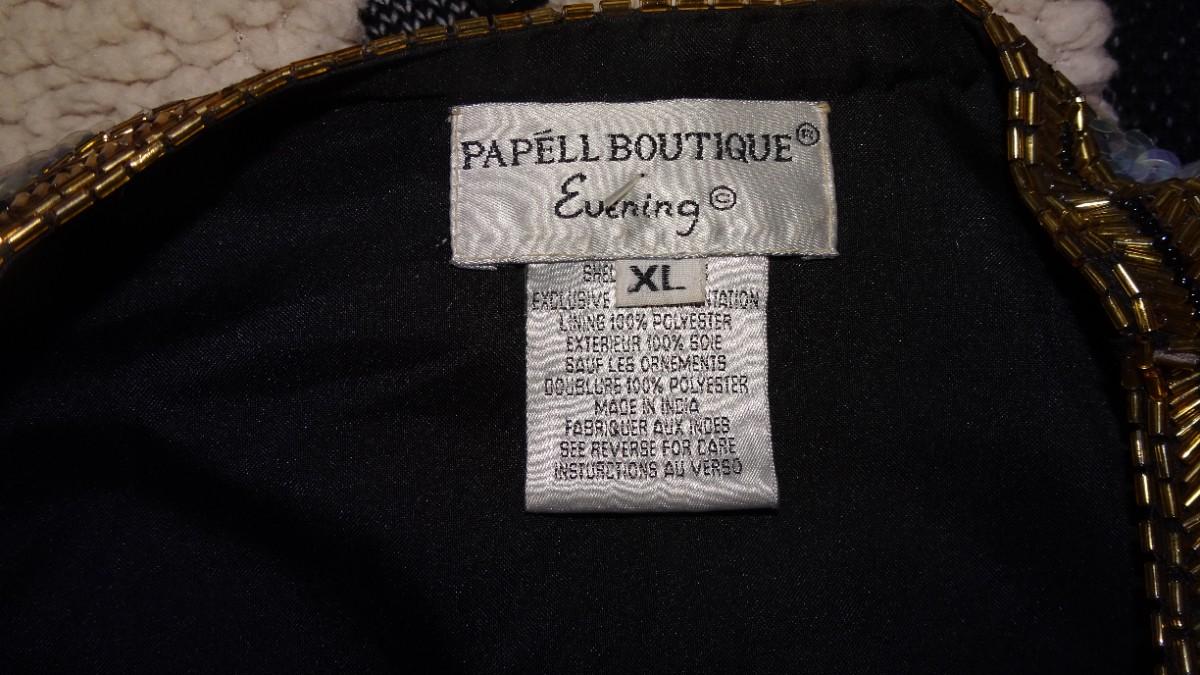 PAPÉLL BOUTIQUE®
Evening ©
XL
EXCLUSIVE
LINING 100% POLYESTER
EXTERIEUR 100% SOIE
SAUF LES ORNEMENTS
DOUBLURE 100% POLYESTER
MADE IN INDIA
FABRIQUER AUX INDES
SEE REVERSE FOR CARE
INSTURCTIONS AU VERSO